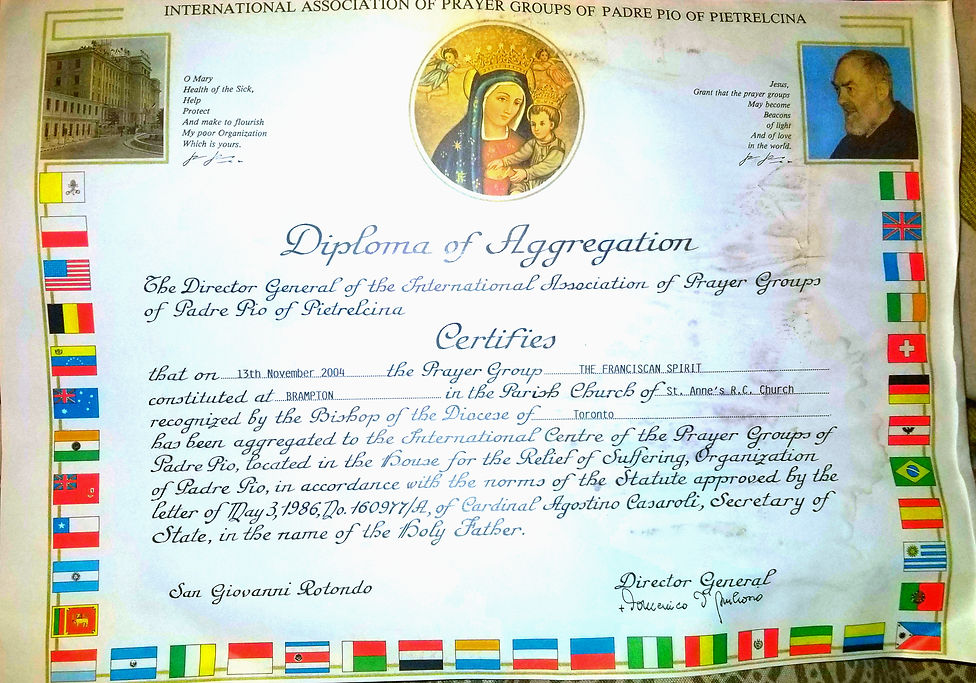 INTERNATIONAL ASSOCIATION OF PRAYER GROUPS OF PADRE PIO OF PIETRELCINA
O Mary
Health of the Sick,
Help
Protect
And make to flourish
My poor Organization
Which is yours.
Jesus,
Grant that the prayer groups
May become
Beacons
of light
And of love
in the world.
Diploma of Aggregation
The Director General of the International Association of Prayer Groups
of Padre Pio of Pietrelcina
Certifies
that on 13th November 2004 the Prayer Group THE FRANCISCAN SPIRIT
constituted at BRAMPTON in the Parish Church of St. Anne's R.C. Church
recognized by the Bishop of the Diocese of Toronto
has been aggregated to the International Centre of the Prayer Groups of
Padre Pio, located in the House for the Relief of Suffering, Organization
of Padre Pio, in accordance with the norms of the Statute approved by the
letter of May 3, 1986, No. 160977/A, of Cardinal Agostino Casaroli, Secretary of
State, in the name of the Holy Father.
San Giovanni Rotondo
Director General
+ Domenico